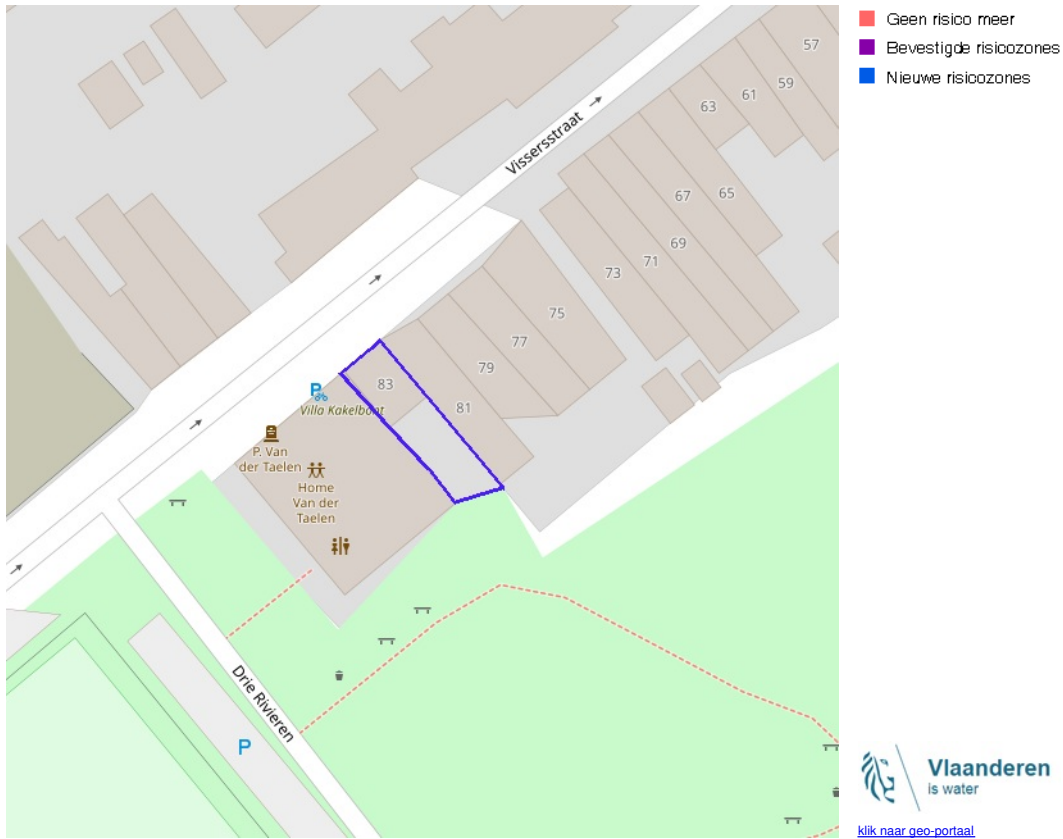 Geen risico meer
Bevestigde risicozones
Nieuwe risicozones
57
59
61
63
Vissersstraat
65
67
69
71
73
75
77
79
81
83
P
Villa Kakelbont
P. Van
der Taelen
Home
Van der
Taelen
Drie Rivieren
P
Vlaanderen
is water
klik naar geo-portaal